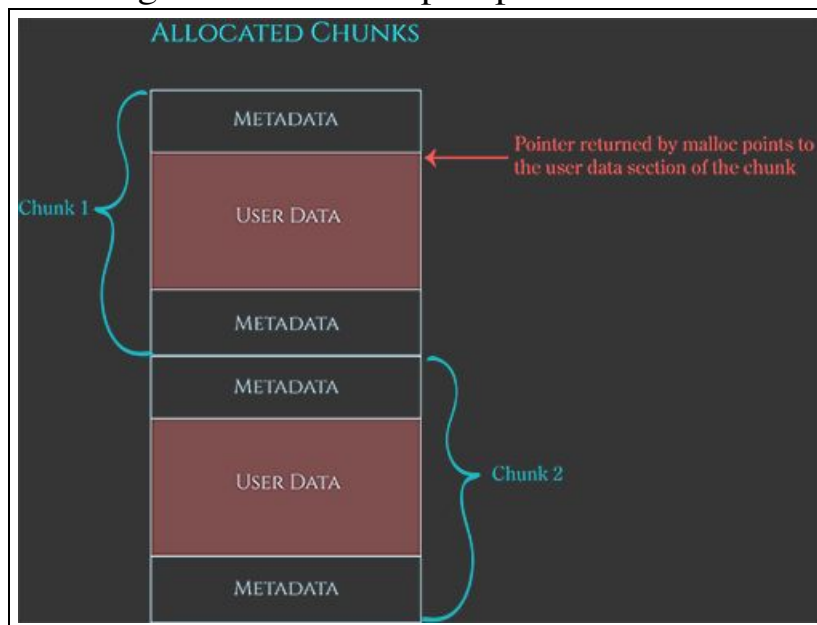 ALLOCATED CHUNKS
METADATA
Pointer returned by malloc points to
the user data section of the chunk
Chunk 1
USER DATA
METADATA
METADATA
USER DATA
Chunk 2
METADATA